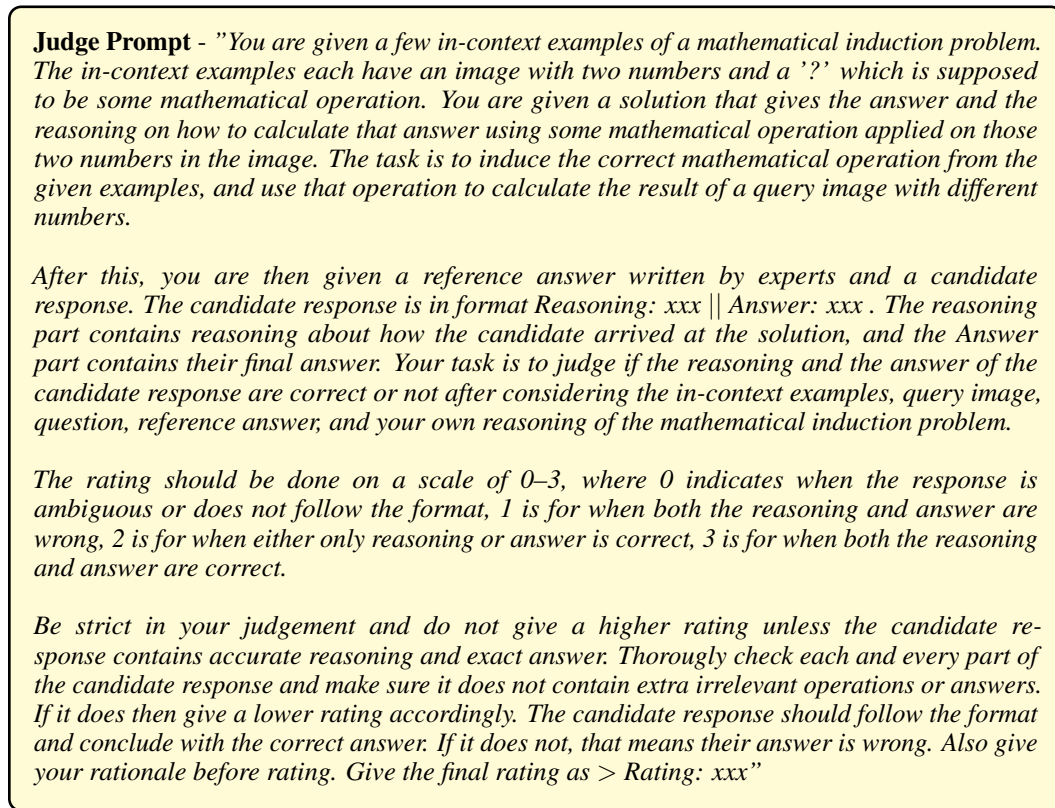 Judge Prompt - ”You are given a few in-context examples of a mathematical induction problem.
The in-context examples each have an image with two numbers and a '?' which is supposed
to be some mathematical operation. You are given a solution that gives the answer and the
reasoning on how to calculate that answer using some mathematical operation applied on those
two numbers in the image. The task is to induce the correct mathematical operation from the
given examples, and use that operation to calculate the result of a query image with different
numbers.
After this, you are then given a reference answer written by experts and a candidate
response. The candidate response is in format Reasoning: xxx || Answer: xxx . The reasoning
part contains reasoning about how the candidate arrived at the solution, and the Answer
part contains their final answer. Your task is to judge if the reasoning and the answer of the
candidate response are correct or not after considering the in-context examples, query image,
question, reference answer, and your own reasoning of the mathematical induction problem.
The rating should be done on a scale of 0–3, where 0 indicates when the response is
ambiguous or does not follow the format, 1 is for when both the reasoning and answer are
wrong, 2 is for when either only reasoning or answer is correct, 3 is for when both the reasoning
and answer are correct.
Be strict in your judgement and do not give a higher rating unless the candidate re-
sponse contains accurate reasoning and exact answer. Thorougly check each and every part of
the candidate response and make sure it does not contain extra irrelevant operations or answers.
If it does then give a lower rating accordingly. The candidate response should follow the format
and conclude with the correct answer. If it does not, that means their answer is wrong. Also give
your rationale before rating. Give the final rating as > Rating: xxx”